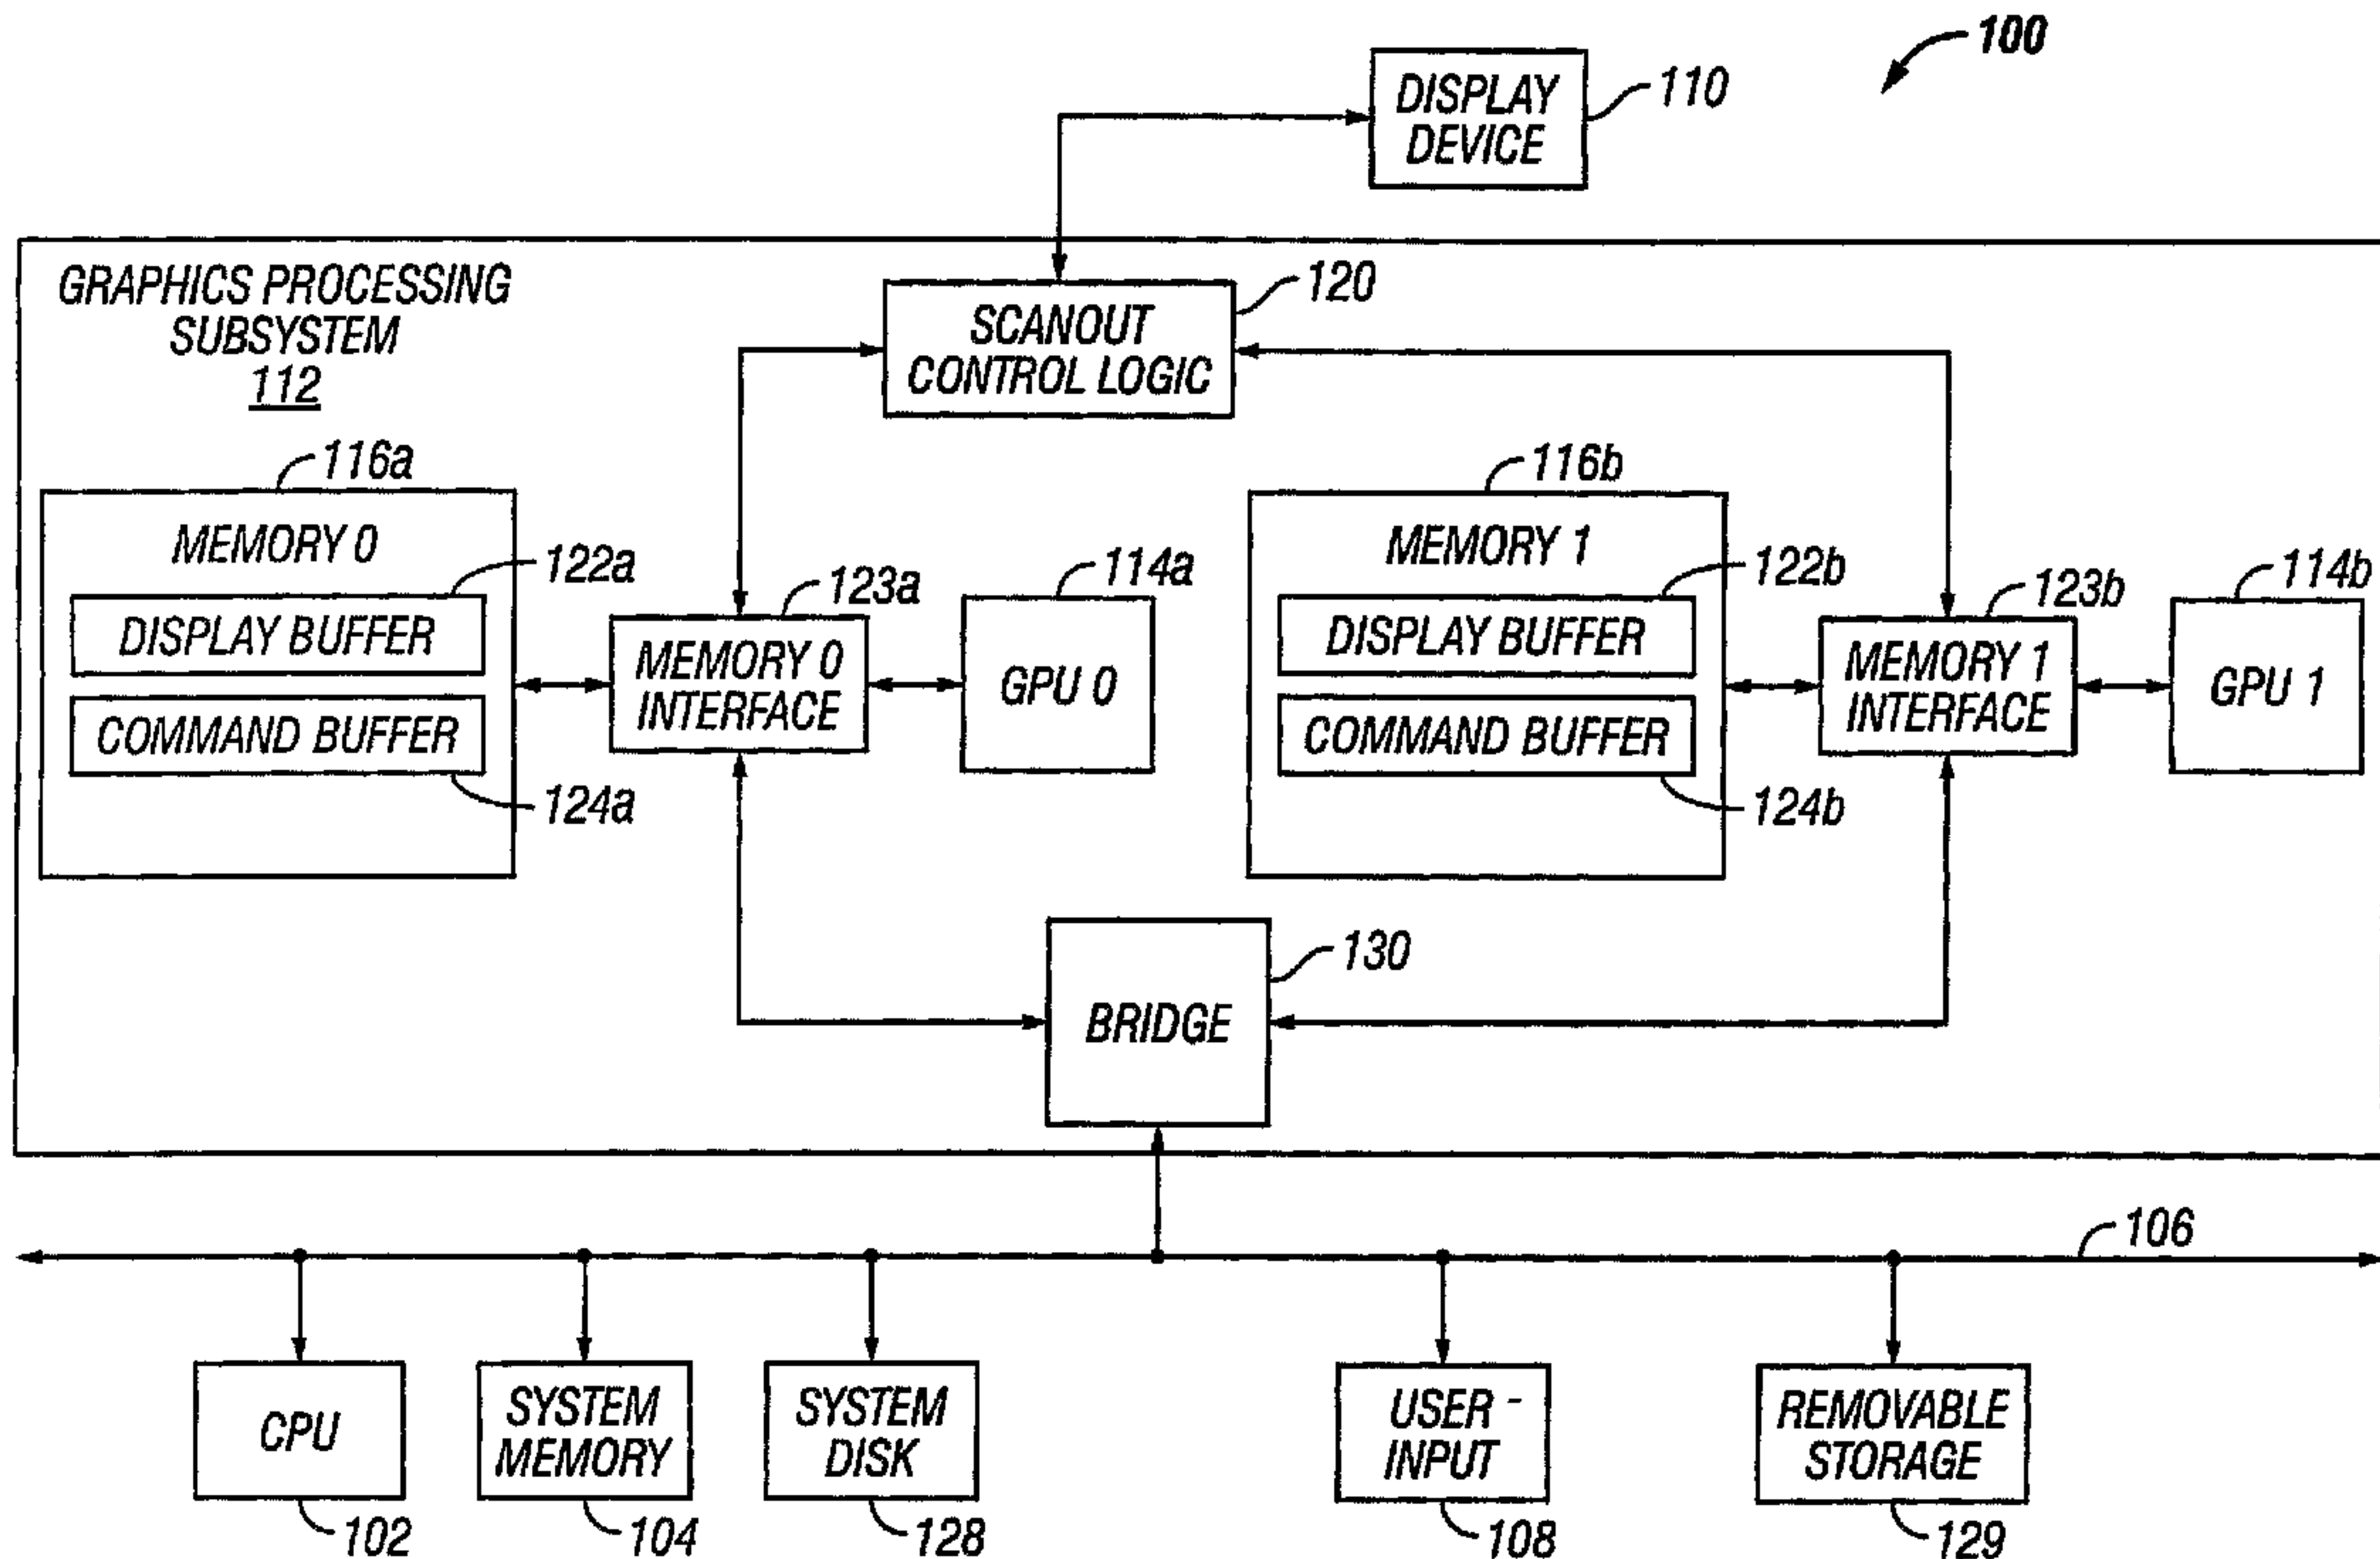 100
DISPLAY
DEVICE
110
GRAPHICS PROCESSING
SUBSYSTEM
112
SCANOUT
CONTROL LOGIC
120
116a
MEMORY 0
122a
DISPLAY BUFFER
COMMAND BUFFER
124a
123a
MEMORY 0
INTERFACE
114a
GPU 0
116b
MEMORY 1
122b
DISPLAY BUFFER
COMMAND BUFFER
124b
123b
MEMORY 1
INTERFACE
114b
GPU 1
130
BRIDGE
106
CPU
102
SYSTEM
MEMORY
104
SYSTEM
DISK
128
USER -
INPUT
108
REMOVABLE
STORAGE
129